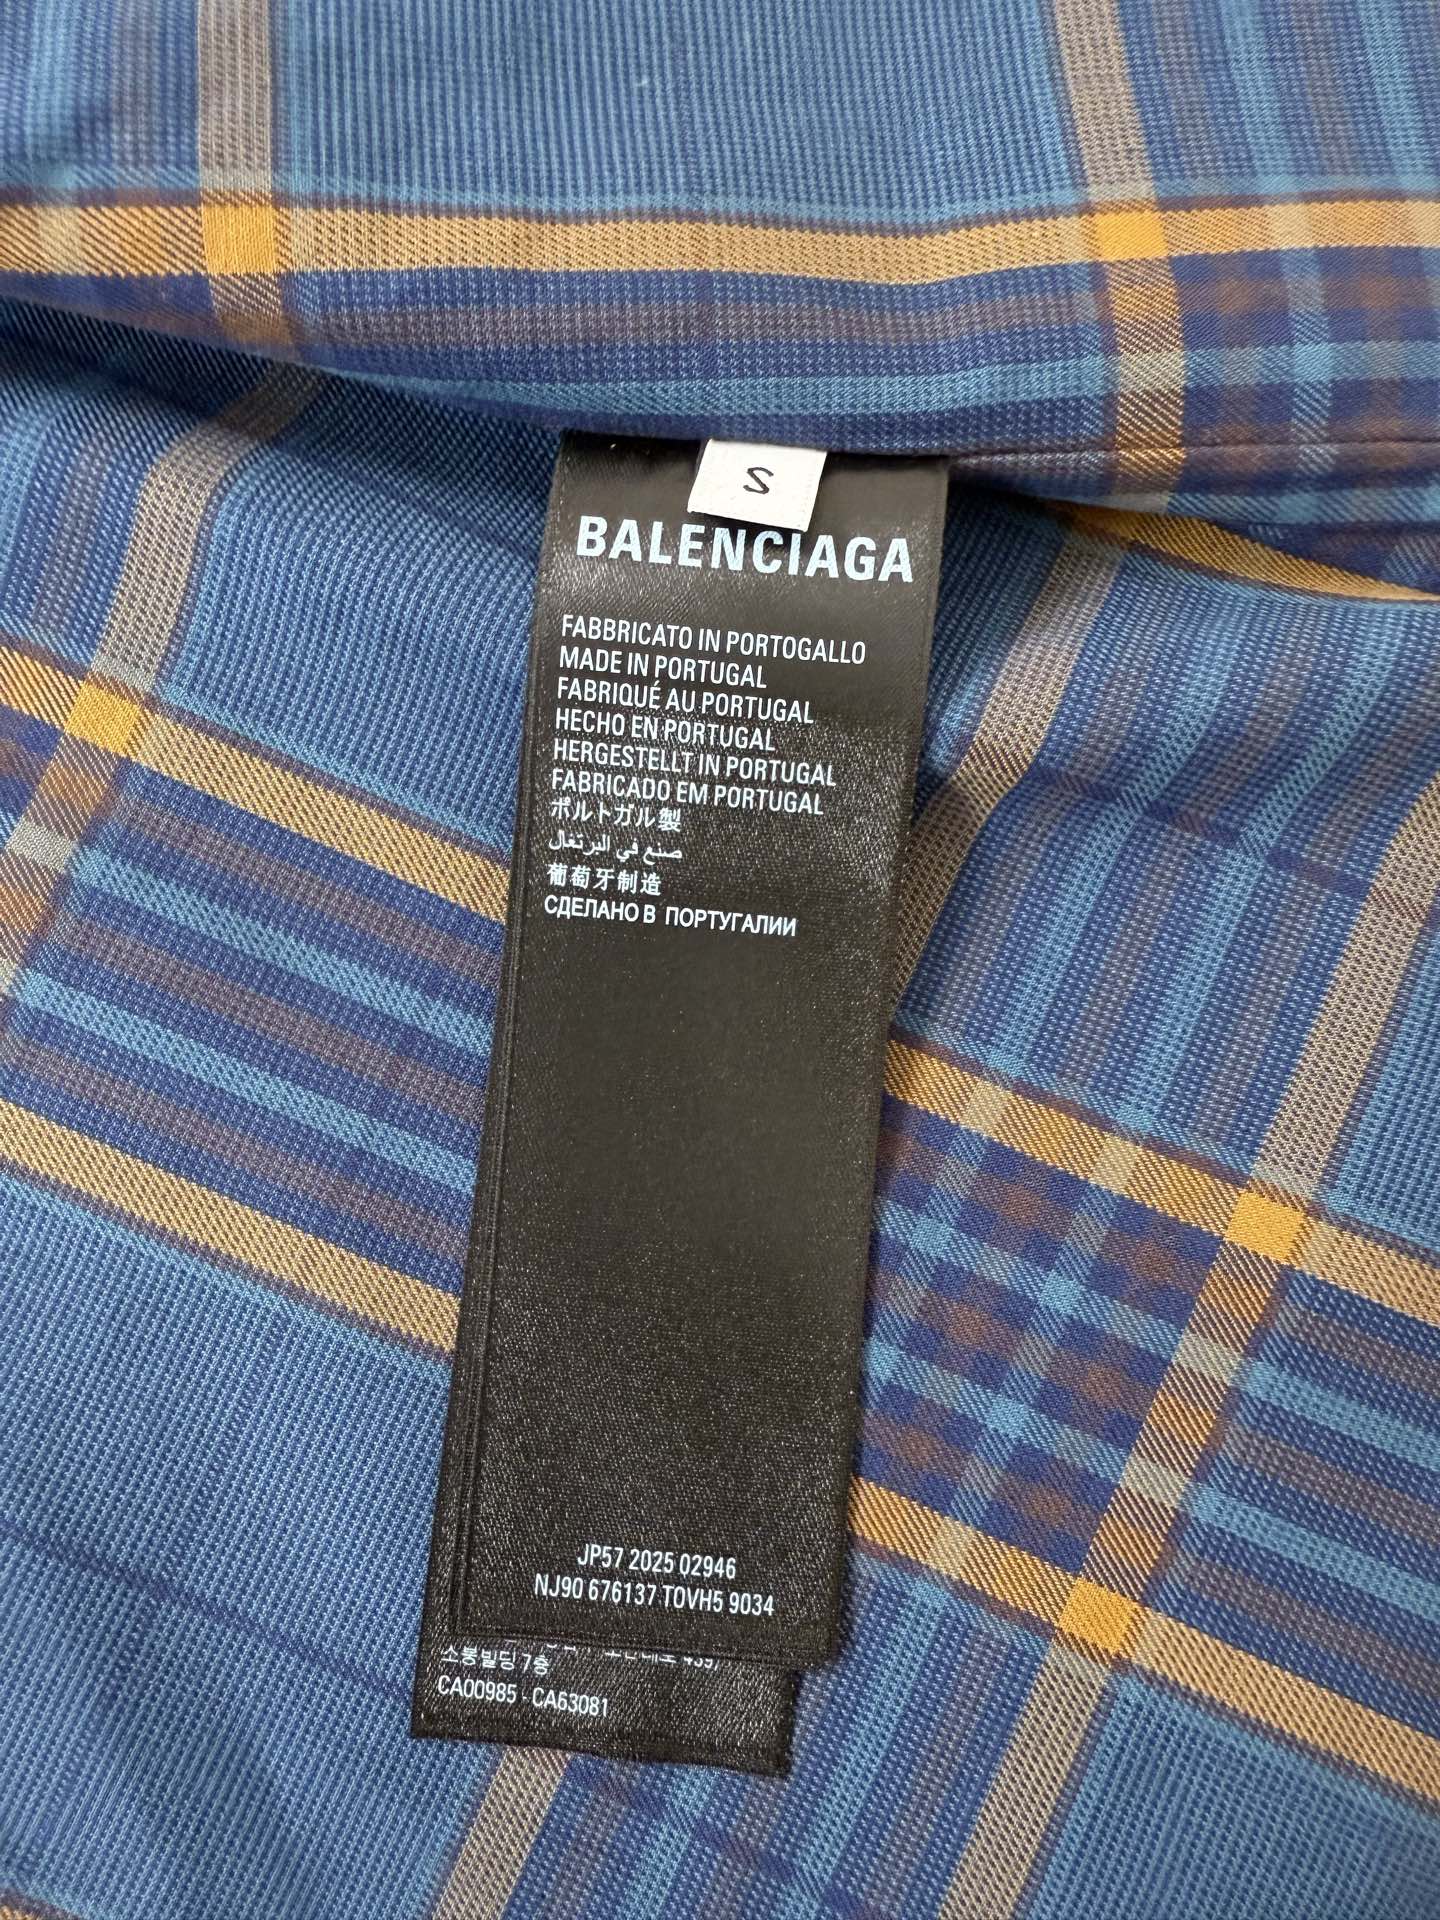 S
BALENCIAGA
FABBRICATO IN PORTOGALLO
MADE IN PORTUGAL
FABRIQUÉ AU PORTUGAL
HECHO EN PORTUGAL
HERGESTELLT IN PORTUGAL
FABRICADO EM PORTUGAL
ポルトガル製
صنع في البرتغال
葡萄牙制造
СДЕЛАНО В ПОРТУГАЛИИ
JP57 2025 02946
NJ90 676137 TOVH5 9034
소봉빌딩 7층
CA00985 - CA63081